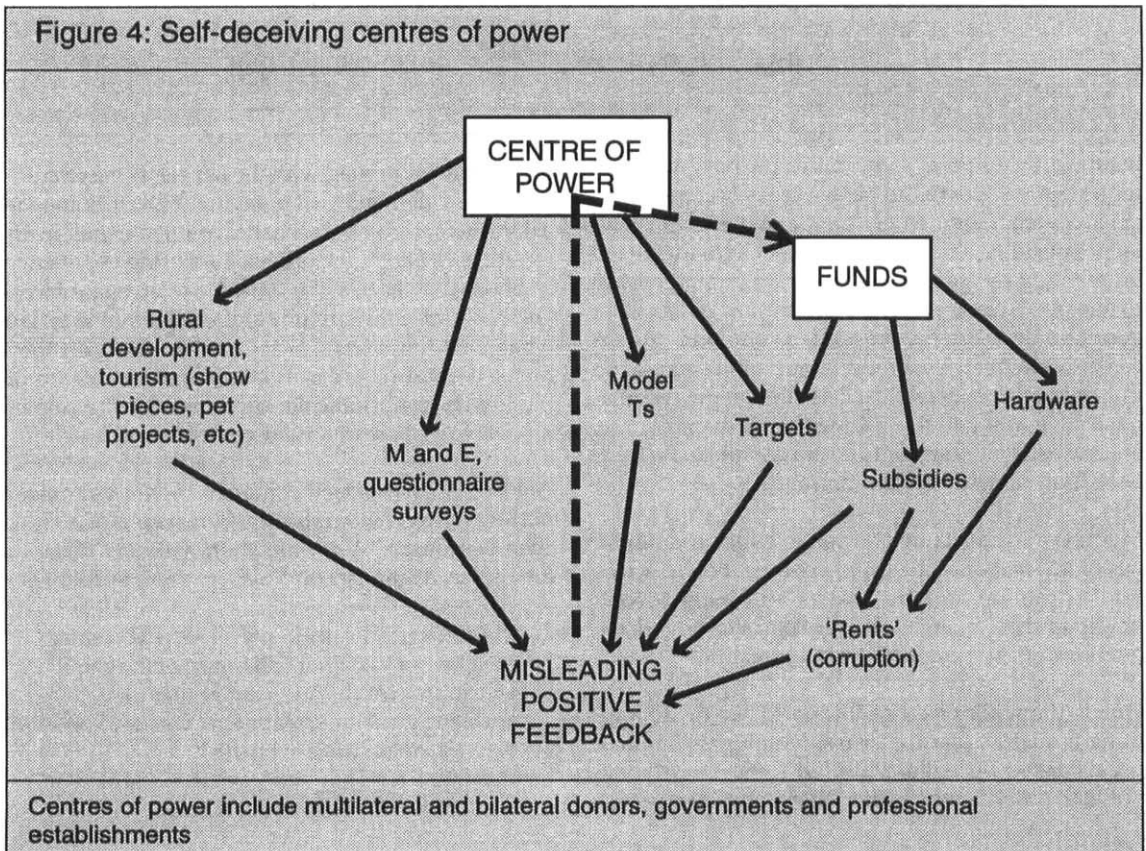 Figure 4: Self-deceiving centres of power
CENTRE OF
POWER
FUNDS
Rural
development,
tourism (show
pieces, pet
projects, etc)
Model
Ts
Targets
Hardware
M and E,
questionnaire
surveys
Subsidies
'Rents'
(corruption)
MISLEADING
POSITIVE
FEEDBACK
Centres of power include multilateral and bilateral donors, governments and professional
establishments